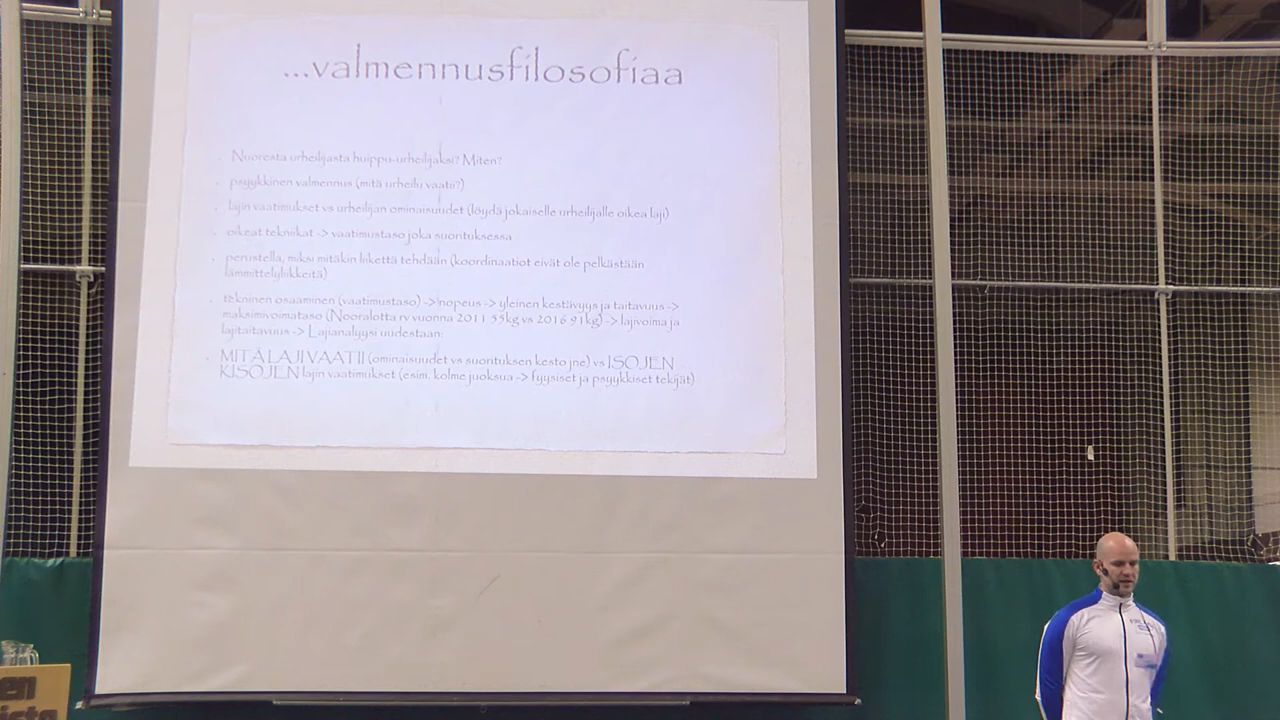 ...valmennusfilosofiaa
Nuoresta urheilijasta huippu-urheilijaksi? Miten?
psyykkinen valmennus (mitä urheilu vaatii?)
lajin vaatimukset vs urheilijan ominaisuudet (löydä jokaiselle urheilijalle oikea laji)
oikeat tekniikat -> vaatimustaso joka suorituksessa
perustella, miksi mitäkin liikettä tehdään (koordinaatiot eivät ole pelkästään
lämmittelyliikkeitä)
tekninen osaaminen (vaatimustaso) -> nopeus -> yleinen kestävyys ja taitavuus ->
maksimivoimataso (Nooralotta rv vuonna 2011 55kg vs 2016 91kg) -> lajivoima ja
lajitaitavuus -> Lajianalyysi uudestaan:
MITÄ LAJI VAATII (ominaisuudet vs suorituksen kesto jne) vs ISOJEN
KISOJEN lajin vaatimukset (esim. kolme juoksua -> fyysiset ja psyykkiset tekijät)
en